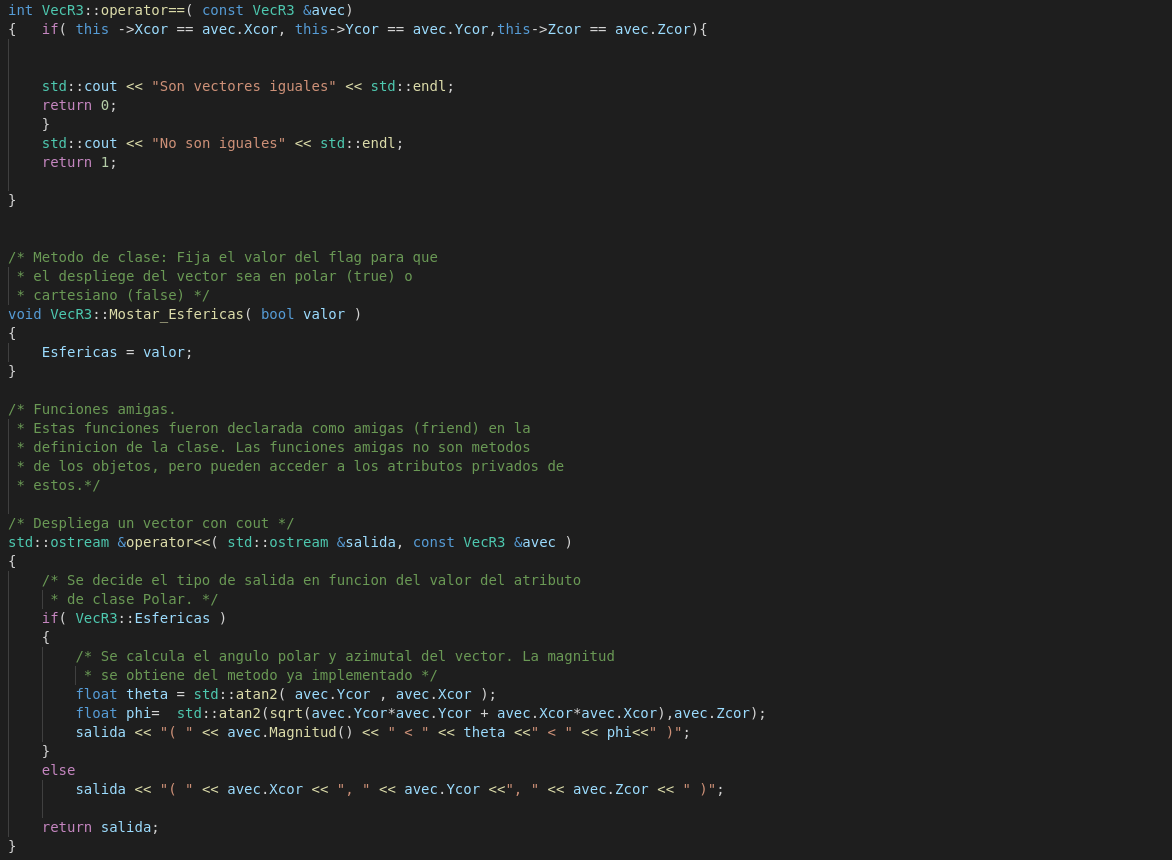 int VecR3::operator==( const VecR3 &avec)
{   if( this ->Xcor == avec.Xcor, this->Ycor == avec.Ycor,this->Zcor == avec.Zcor){
    std::cout << "Son vectores iguales" << std::endl;
    return 0;
    }
    std::cout << "No son iguales" << std::endl;
    return 1;
}
/* Metodo de clase: Fija el valor del flag para que
 * el despliege del vector sea en polar (true) o
 * cartesiano (false) */
void VecR3::Mostar_Esfericas( bool valor )
{
    Esfericas = valor;
}
/* Funciones amigas.
 * Estas funciones fueron declarada como amigas (friend) en la
 * definicion de la clase. Las funciones amigas no son metodos
 * de los objetos, pero pueden acceder a los atributos privados de
 * estos.*/
/* Despliega un vector con cout */
std::ostream &operator<<( std::ostream &salida, const VecR3 &avec )
{
    /* Se decide el tipo de salida en funcion del valor del atributo
     * de clase Polar. */
    if( VecR3::Esfericas )
    {
        /* Se calcula el angulo polar y azimutal del vector. La magnitud
         * se obtiene del metodo ya implementado */
        float theta = std::atan2( avec.Ycor , avec.Xcor );
        float phi=  std::atan2(sqrt(avec.Ycor*avec.Ycor + avec.Xcor*avec.Xcor),avec.Zcor);
        salida << "( " << avec.Magnitud() << " < " << theta <<" < " << phi<<" )";
    }
    else
        salida << "( " << avec.Xcor << ", " << avec.Ycor <<", " << avec.Zcor << " )";
    return salida;
}